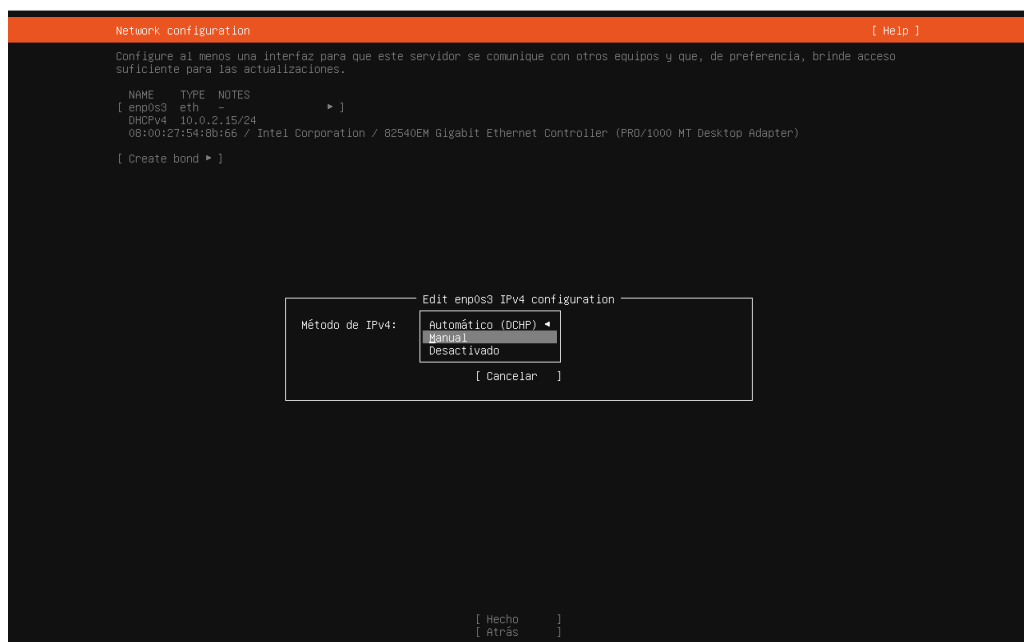 Network configuration [ Help ]
Configure al menos una interfaz para que este servidor se comunique con otros equipos y que, de preferencia, brinde acceso
suficiente para las actualizaciones.
NAME TYPE NOTES
[ enp0s3 eth - ▸ ]
DHCPv4 10.0.2.15/24
08:00:27:54:8b:66 / Intel Corporation / 82540EM Gigabit Ethernet Controller (PRO/1000 MT Desktop Adapter)
[ Create bond ▸ ]
Edit enp0s3 IPv4 configuration
Método de IPv4: Automático (DCHP) ◂
Manual
Desactivado
[ Cancelar ]
[ Hecho ]
[ Atrás ]